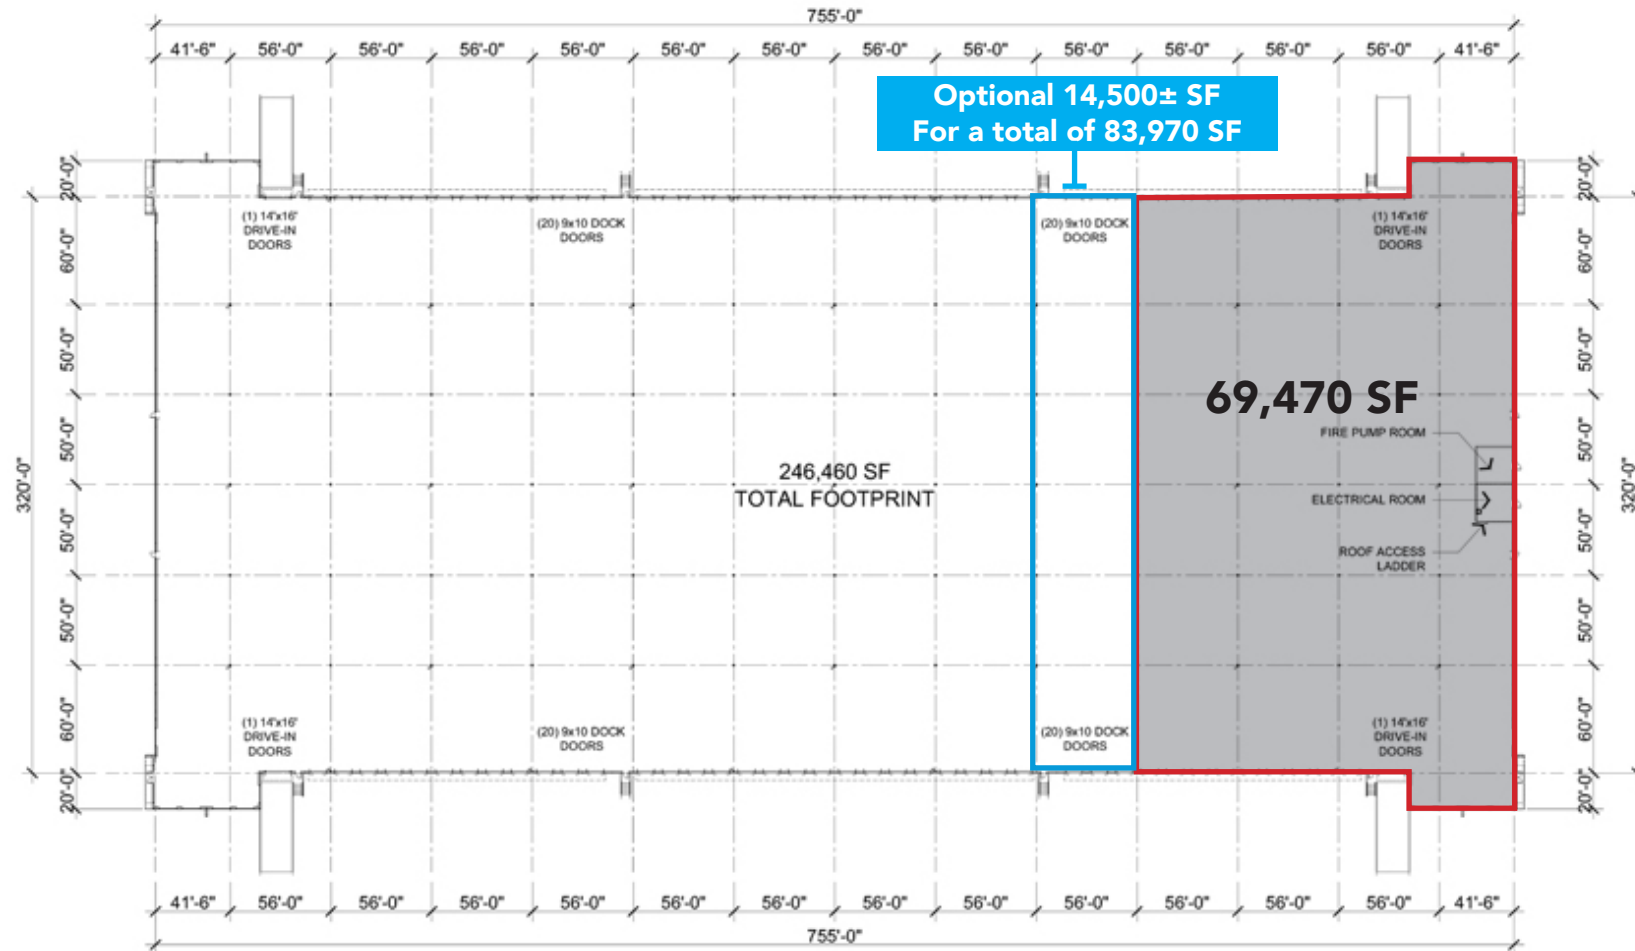 755'-0"
41'-6" 56'-0" 56'-0" 56'-0" 56'-0" 56'-0" 56'-0" 56'-0" 56'-0" 56'-0" 56'-0" 56'-0" 56'-0" 41'-6"
Optional 14,500± SF
For a total of 83,970 SF
20'-0"
20'-0"
(1) 14'x16'
DRIVE-IN
DOORS
(20) 9x10 DOCK
DOORS
(20) 9x10 DOCK
DOORS
(1) 14'x16'
DRIVE-IN
DOORS
60'-0"
60'-0"
50'-0"
50'-0"
69,470 SF
FIRE PUMP ROOM
50'-0"
50'-0"
320'-0"
320'-0"
246,460 SF
TOTAL FOOTPRINT
ELECTRICAL ROOM
50'-0"
50'-0"
ROOF ACCESS
LADDER
50'-0"
50'-0"
60'-0"
60'-0"
(1) 14'x16'
DRIVE-IN
DOORS
(20) 9x10 DOCK
DOORS
(20) 9x10 DOCK
DOORS
(1) 14'x16'
DRIVE-IN
DOORS
20'-0"
20'-0"
41'-6" 56'-0" 56'-0" 56'-0" 56'-0" 56'-0" 56'-0" 56'-0" 56'-0" 56'-0" 56'-0" 56'-0" 56'-0" 41'-6"
755'-0"